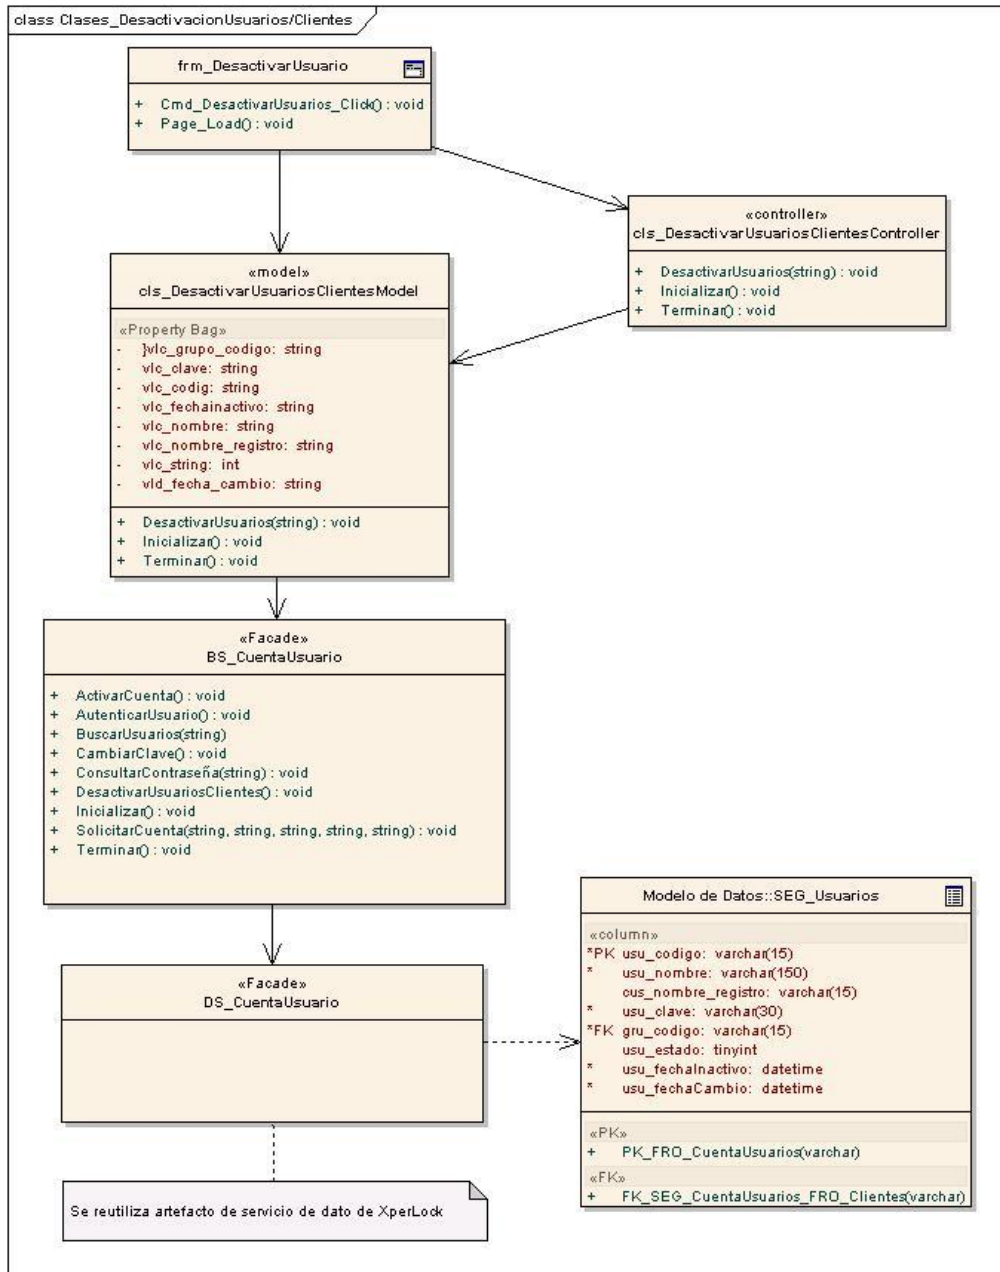 class Clases_DesactivacionUsuarios/Clientes
frm_DesactivarUsuario
+ Cmd_DesactivarUsuarios_Click() : void
+ Page_Load() : void
«controller»
cls_DesactivarUsuariosClientesController
+ DesactivarUsuarios(string) : void
+ Inicializar() : void
+ Terminar() : void
«model»
cls_DesactivarUsuariosClientesModel
«Property Bag»
- }vlc_grupo_codigo: string
- vlc_clave: string
- vlc_codig: string
- vlc_fechainactivo: string
- vlc_nombre: string
- vlc_nombre_registro: string
- vlc_string: int
- vld_fecha_cambio: string
+ DesactivarUsuarios(string) : void
+ Inicializar() : void
+ Terminar() : void
«Facade»
BS_CuentaUsuario
+ ActivarCuenta() : void
+ AutenticarUsuario() : void
+ BuscarUsuarios(string)
+ CambiarClave() : void
+ ConsultarContraseña(string) : void
+ DesactivarUsuariosClientes() : void
+ Inicializar() : void
+ SolicitarCuenta(string, string, string, string, string) : void
+ Terminar() : void
«Facade»
DS_CuentaUsuario
Modelo de Datos::SEG_Usuarios
«column»
*PK usu_codigo: varchar(15)
* usu_nombre: varchar(150)
cus_nombre_registro: varchar(15)
* usu_clave: varchar(30)
*FK gru_codigo: varchar(15)
usu_estado: tinyint
* usu_fechaInactivo: datetime
* usu_fechaCambio: datetime
«PK»
+ PK_FRO_CuentaUsuarios(varchar)
«FK»
+ FK_SEG_CuentaUsuarios_FRO_Clientes(varchar)
Se reutiliza artefacto de servicio de dato de XperLock